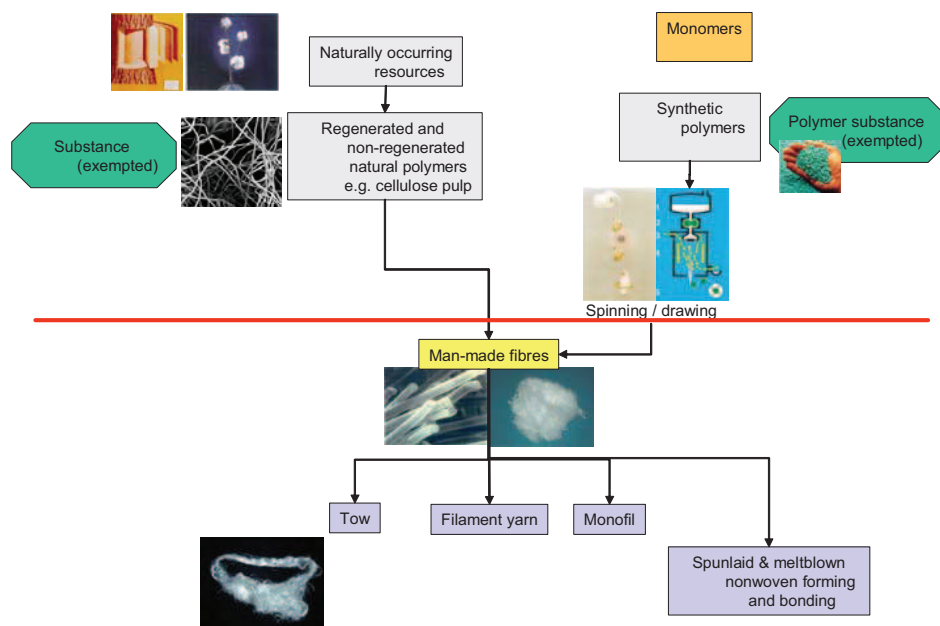 Naturally occurring
resources
Monomers
Substance
(exempted)
Regenerated and
non-regenerated
natural polymers
e.g. cellulose pulp
Synthetic
polymers
Polymer substance
(exempted)
Spinning / drawing
Man-made fibres
Tow
Filament yarn
Monofil
Spunlaid & meltblown
nonwoven forming
and bonding